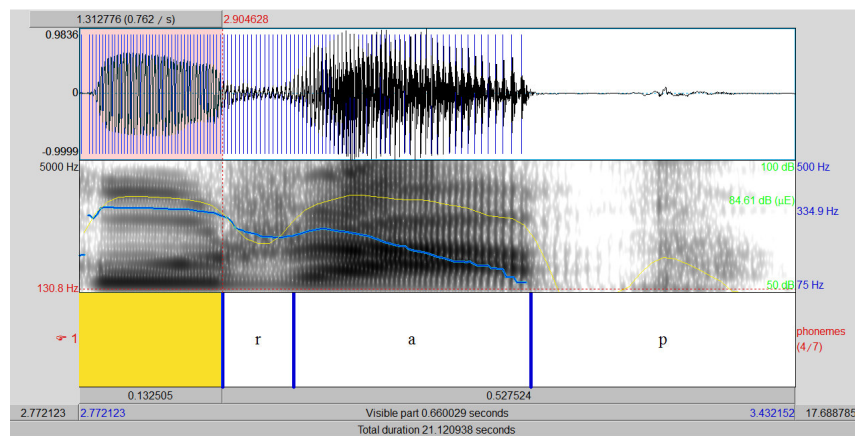 1.312776 (0.762 / s) 2.904628
0.9836
0
-0.9999
5000 Hz 100 dB 500 Hz
84.61 dB (µE) 334.9 Hz
130.8 Hz 50 dB 75 Hz
1 r a p phonemes
(4/7)
0.132505 0.527524
2.772123 2.772123 Visible part 0.660029 seconds 3.432152 17.688785
Total duration 21.120938 seconds